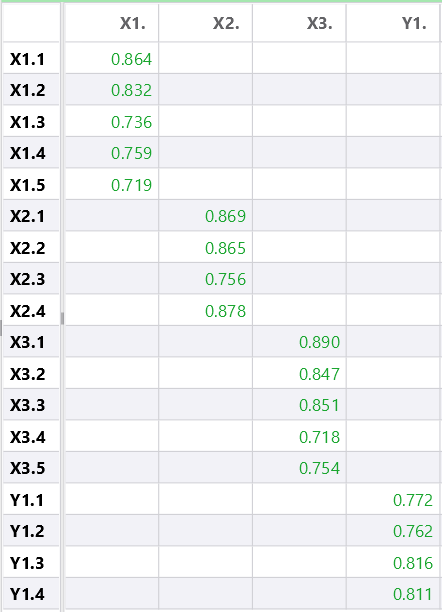 X1. X2. X3. Y1.
X1.1 0.864
X1.2 0.832
X1.3 0.736
X1.4 0.759
X1.5 0.719
X2.1 0.869
X2.2 0.865
X2.3 0.756
X2.4 0.878
X3.1 0.890
X3.2 0.847
X3.3 0.851
X3.4 0.718
X3.5 0.754
Y1.1 0.772
Y1.2 0.762
Y1.3 0.816
Y1.4 0.811